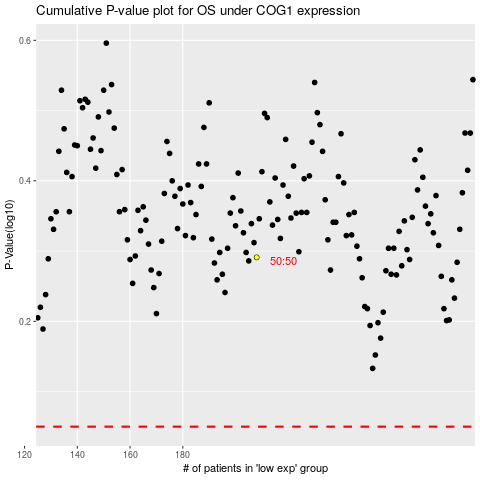 Cumulative P-value plot for OS under COG1 expression
P-Value(log10)
0.6
0.4
0.2
50:50
120 140 160 180
# of patients in 'low exp' group